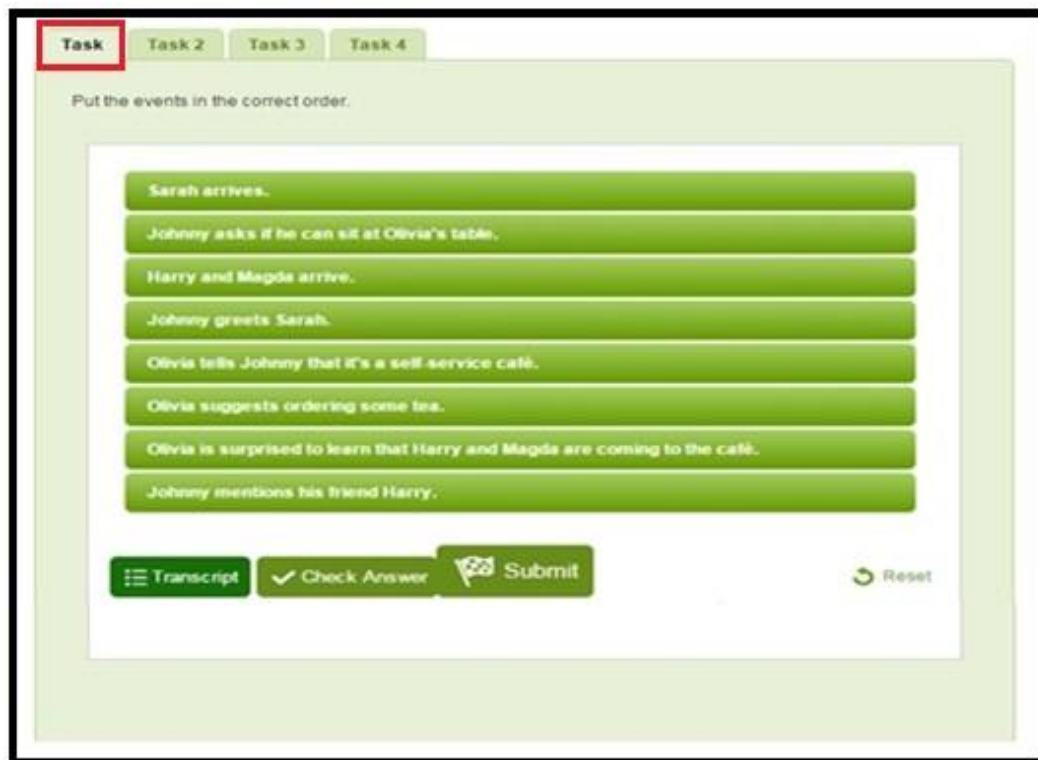 Task Task 2 Task 3 Task 4
Put the events in the correct order.
Sarah arrives.
Johnny asks if he can sit at Olivia's table.
Harry and Magda arrive.
Johnny greets Sarah.
Olivia tells Johnny that it's a self-service cafè.
Olivia suggests ordering some tea.
Olivia is surprised to learn that Harry and Magda are coming to the cafè.
Johnny mentions his friend Harry.
Transcript Check Answer Submit Reset